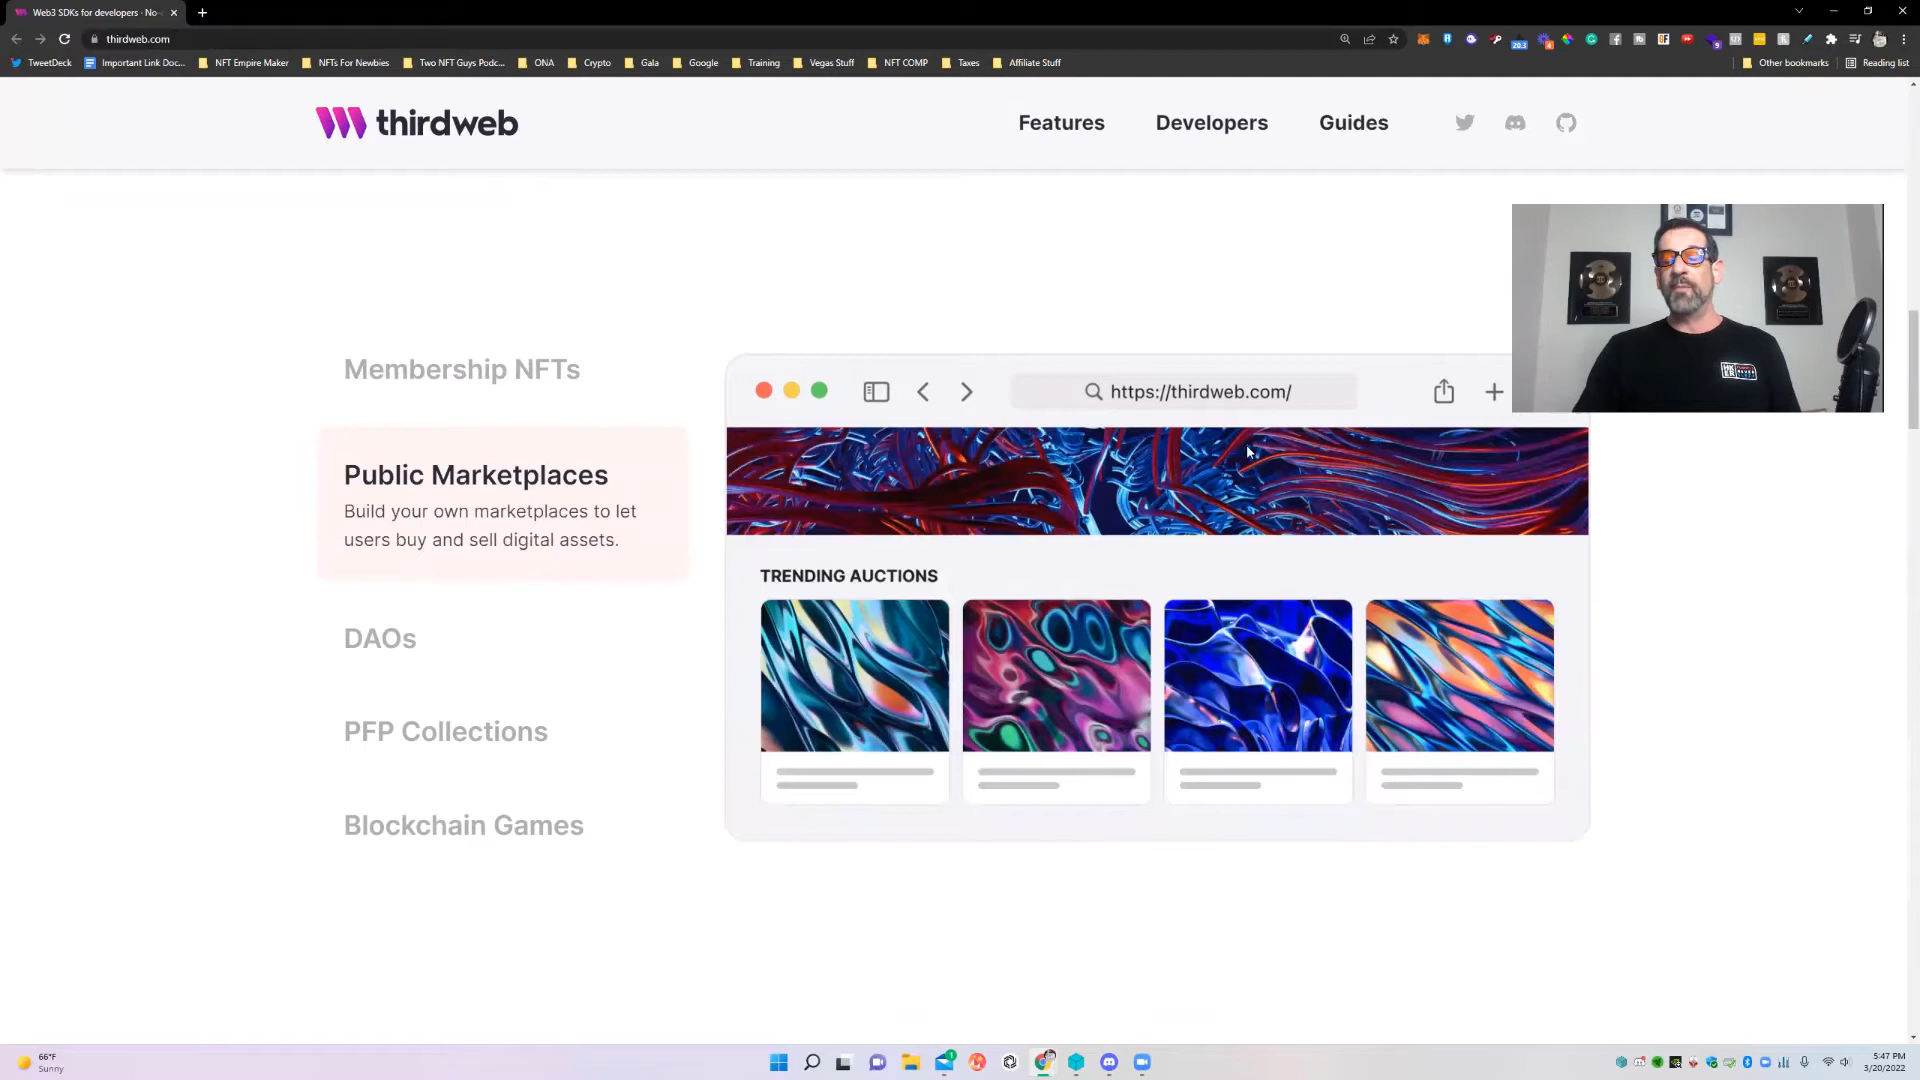 Web3 SDKs for developers · No-
thirdweb.com
TweetDeck
Important Link Doc...
NFT Empire Maker
NFTs For Newbies
Two NFT Guys Podc...
ONA
Crypto
Gala
Google
Training
Vegas Stuff
NFT COMP
Taxes
Affiliate Stuff
Other bookmarks
Reading list
thirdweb
Features
Developers
Guides
Membership NFTs
Public Marketplaces
Build your own marketplaces to let
users buy and sell digital assets.
DAOs
PFP Collections
Blockchain Games
https://thirdweb.com/
TRENDING AUCTIONS
66°F
Sunny
5:47 PM
3/20/2022